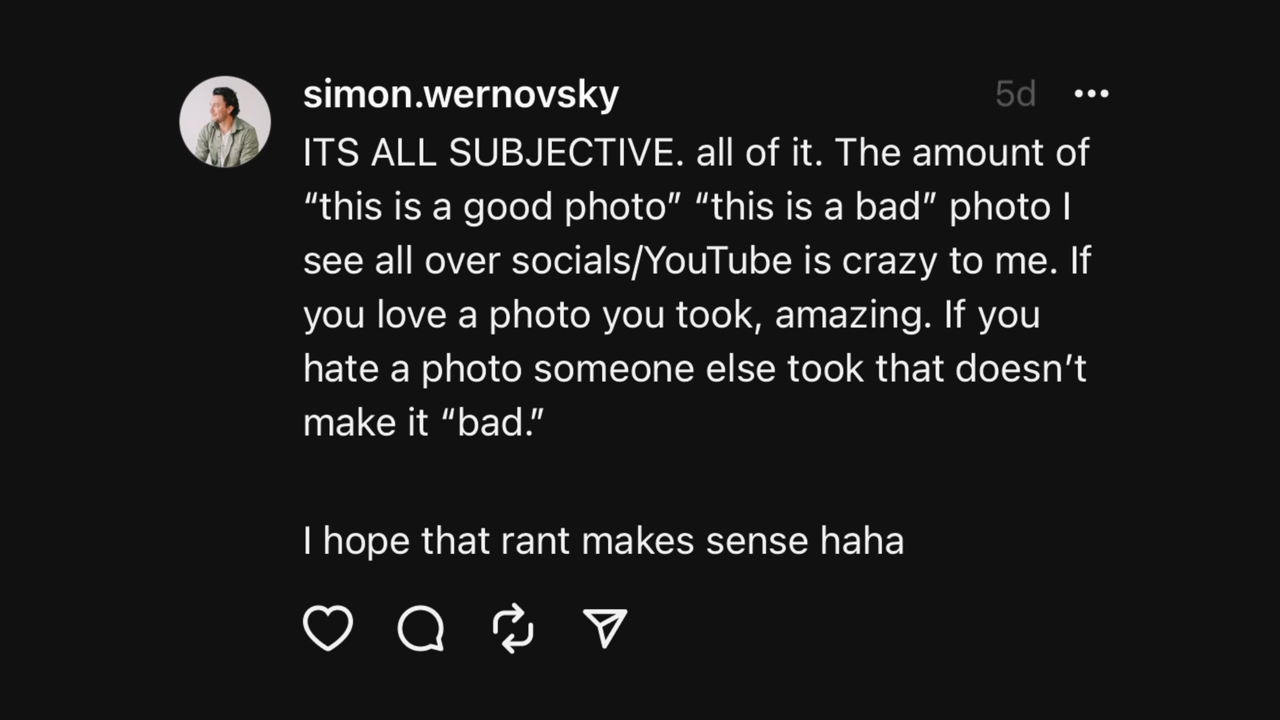 simon.wernovsky 5d
ITS ALL SUBJECTIVE. all of it. The amount of
“this is a good photo” “this is a bad” photo I
see all over socials/YouTube is crazy to me. If
you love a photo you took, amazing. If you
hate a photo someone else took that doesn’t
make it “bad.”
I hope that rant makes sense haha